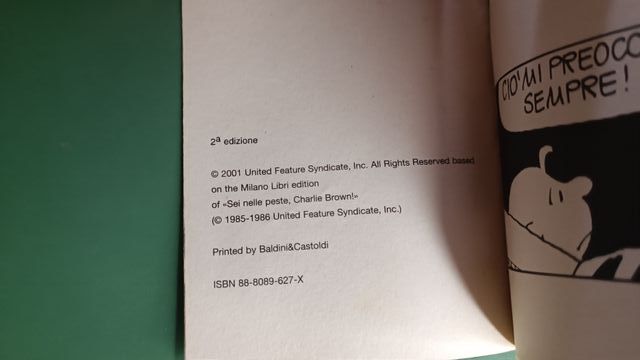 2ª edizione
© 2001 United Feature Syndicate, Inc. All Rights Reserved based
on the Milano Libri edition
of «Sei nelle peste, Charlie Brown!»
(© 1985-1986 United Feature Syndicate, Inc.)
Printed by Baldini&Castoldi
ISBN 88-8089-627-X
CIO' MI PREOCC
SEMPRE!